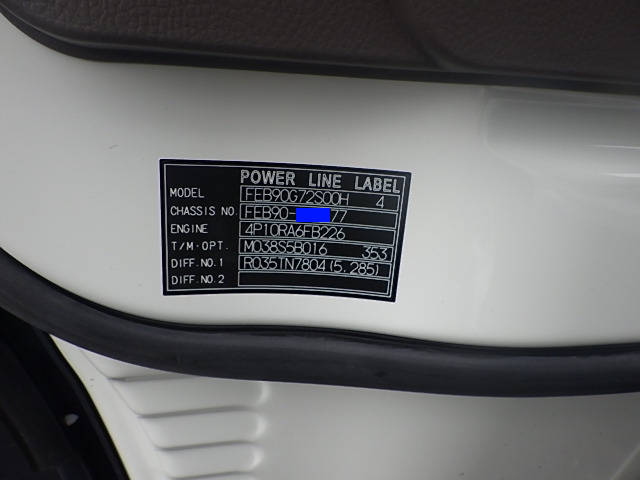 POWER LINE LABEL
MODEL FEB90G72S00H 4
CHASSIS NO. FEB90- 77
ENGINE 4P10RA6FB226
T/M·OPT. M038S5B016 353
DIFF.NO.1 R0351N7804(5.285)
DIFF.NO.2